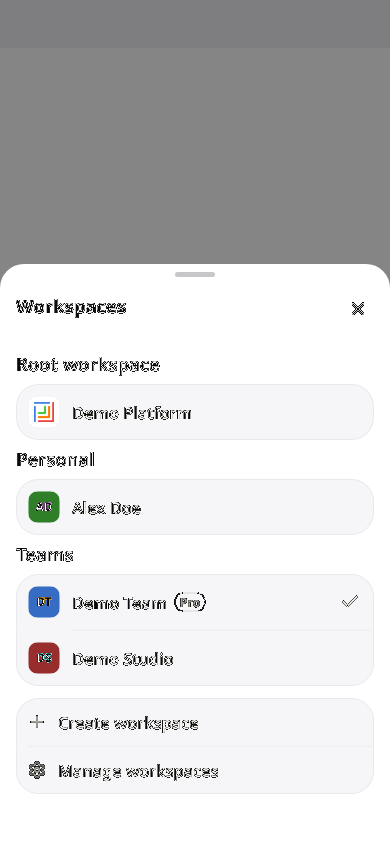 Workspaces
Root workspace
Demo Platform
Personal
AD Alex Doe
Teams
DT Demo Team Pro
DS Demo Studio
Create workspace
Manage workspaces